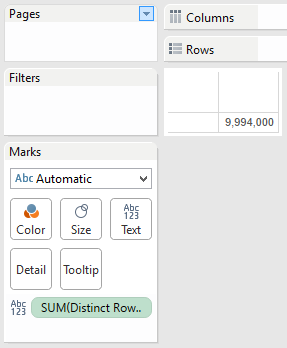 Pages
Columns
Rows
Filters
9,994,000
Marks
Abc Automatic
Color
Size
Abc
123
Text
Detail
Tooltip
Abc
123
SUM(Distinct Row..